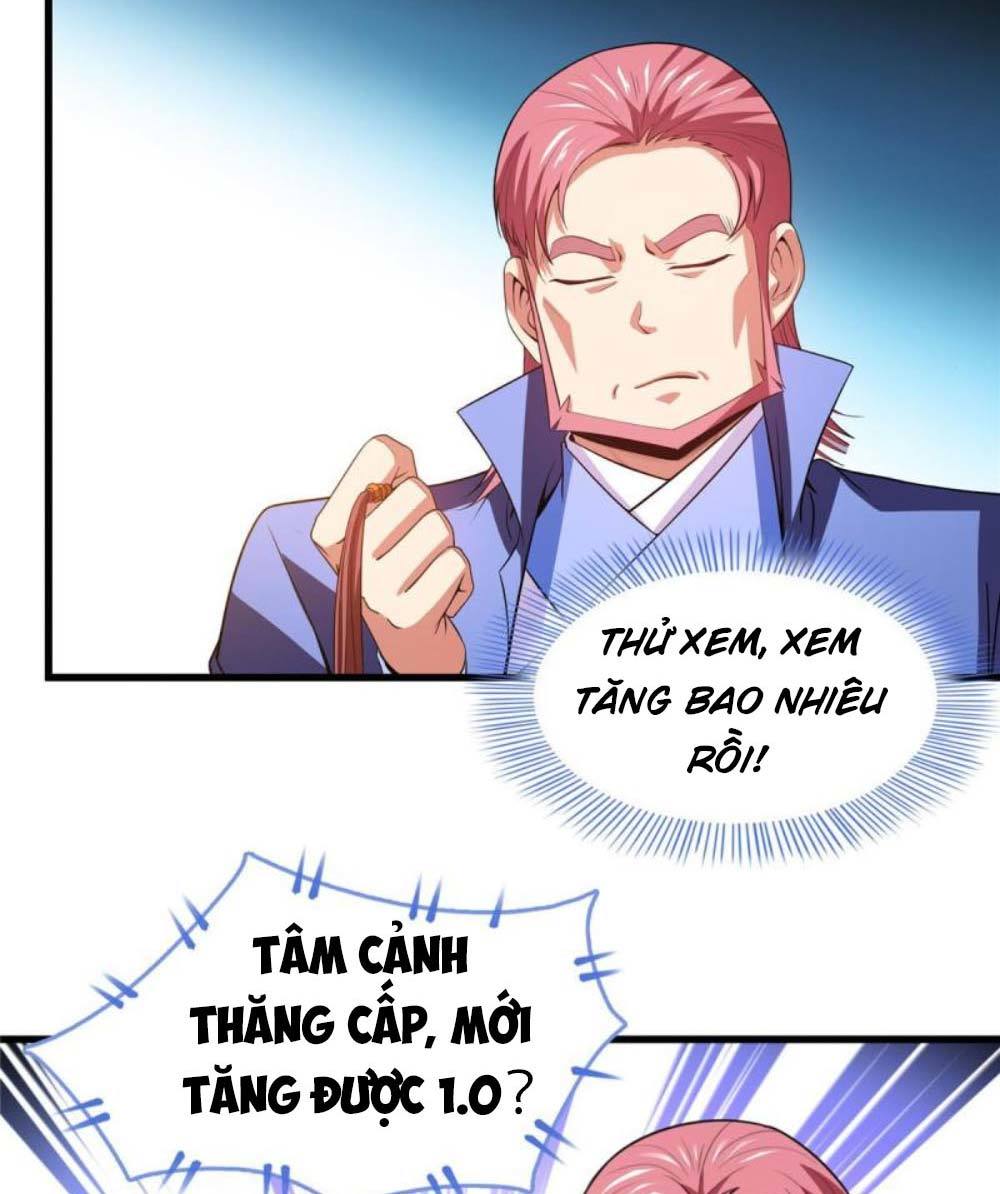 THỬ XEM, XEM
TĂNG BAO NHIÊU
RỒI!
TÂM CẢNH
THĂNG CẤP, MỚI
TĂNG ĐƯỢC 1.0?